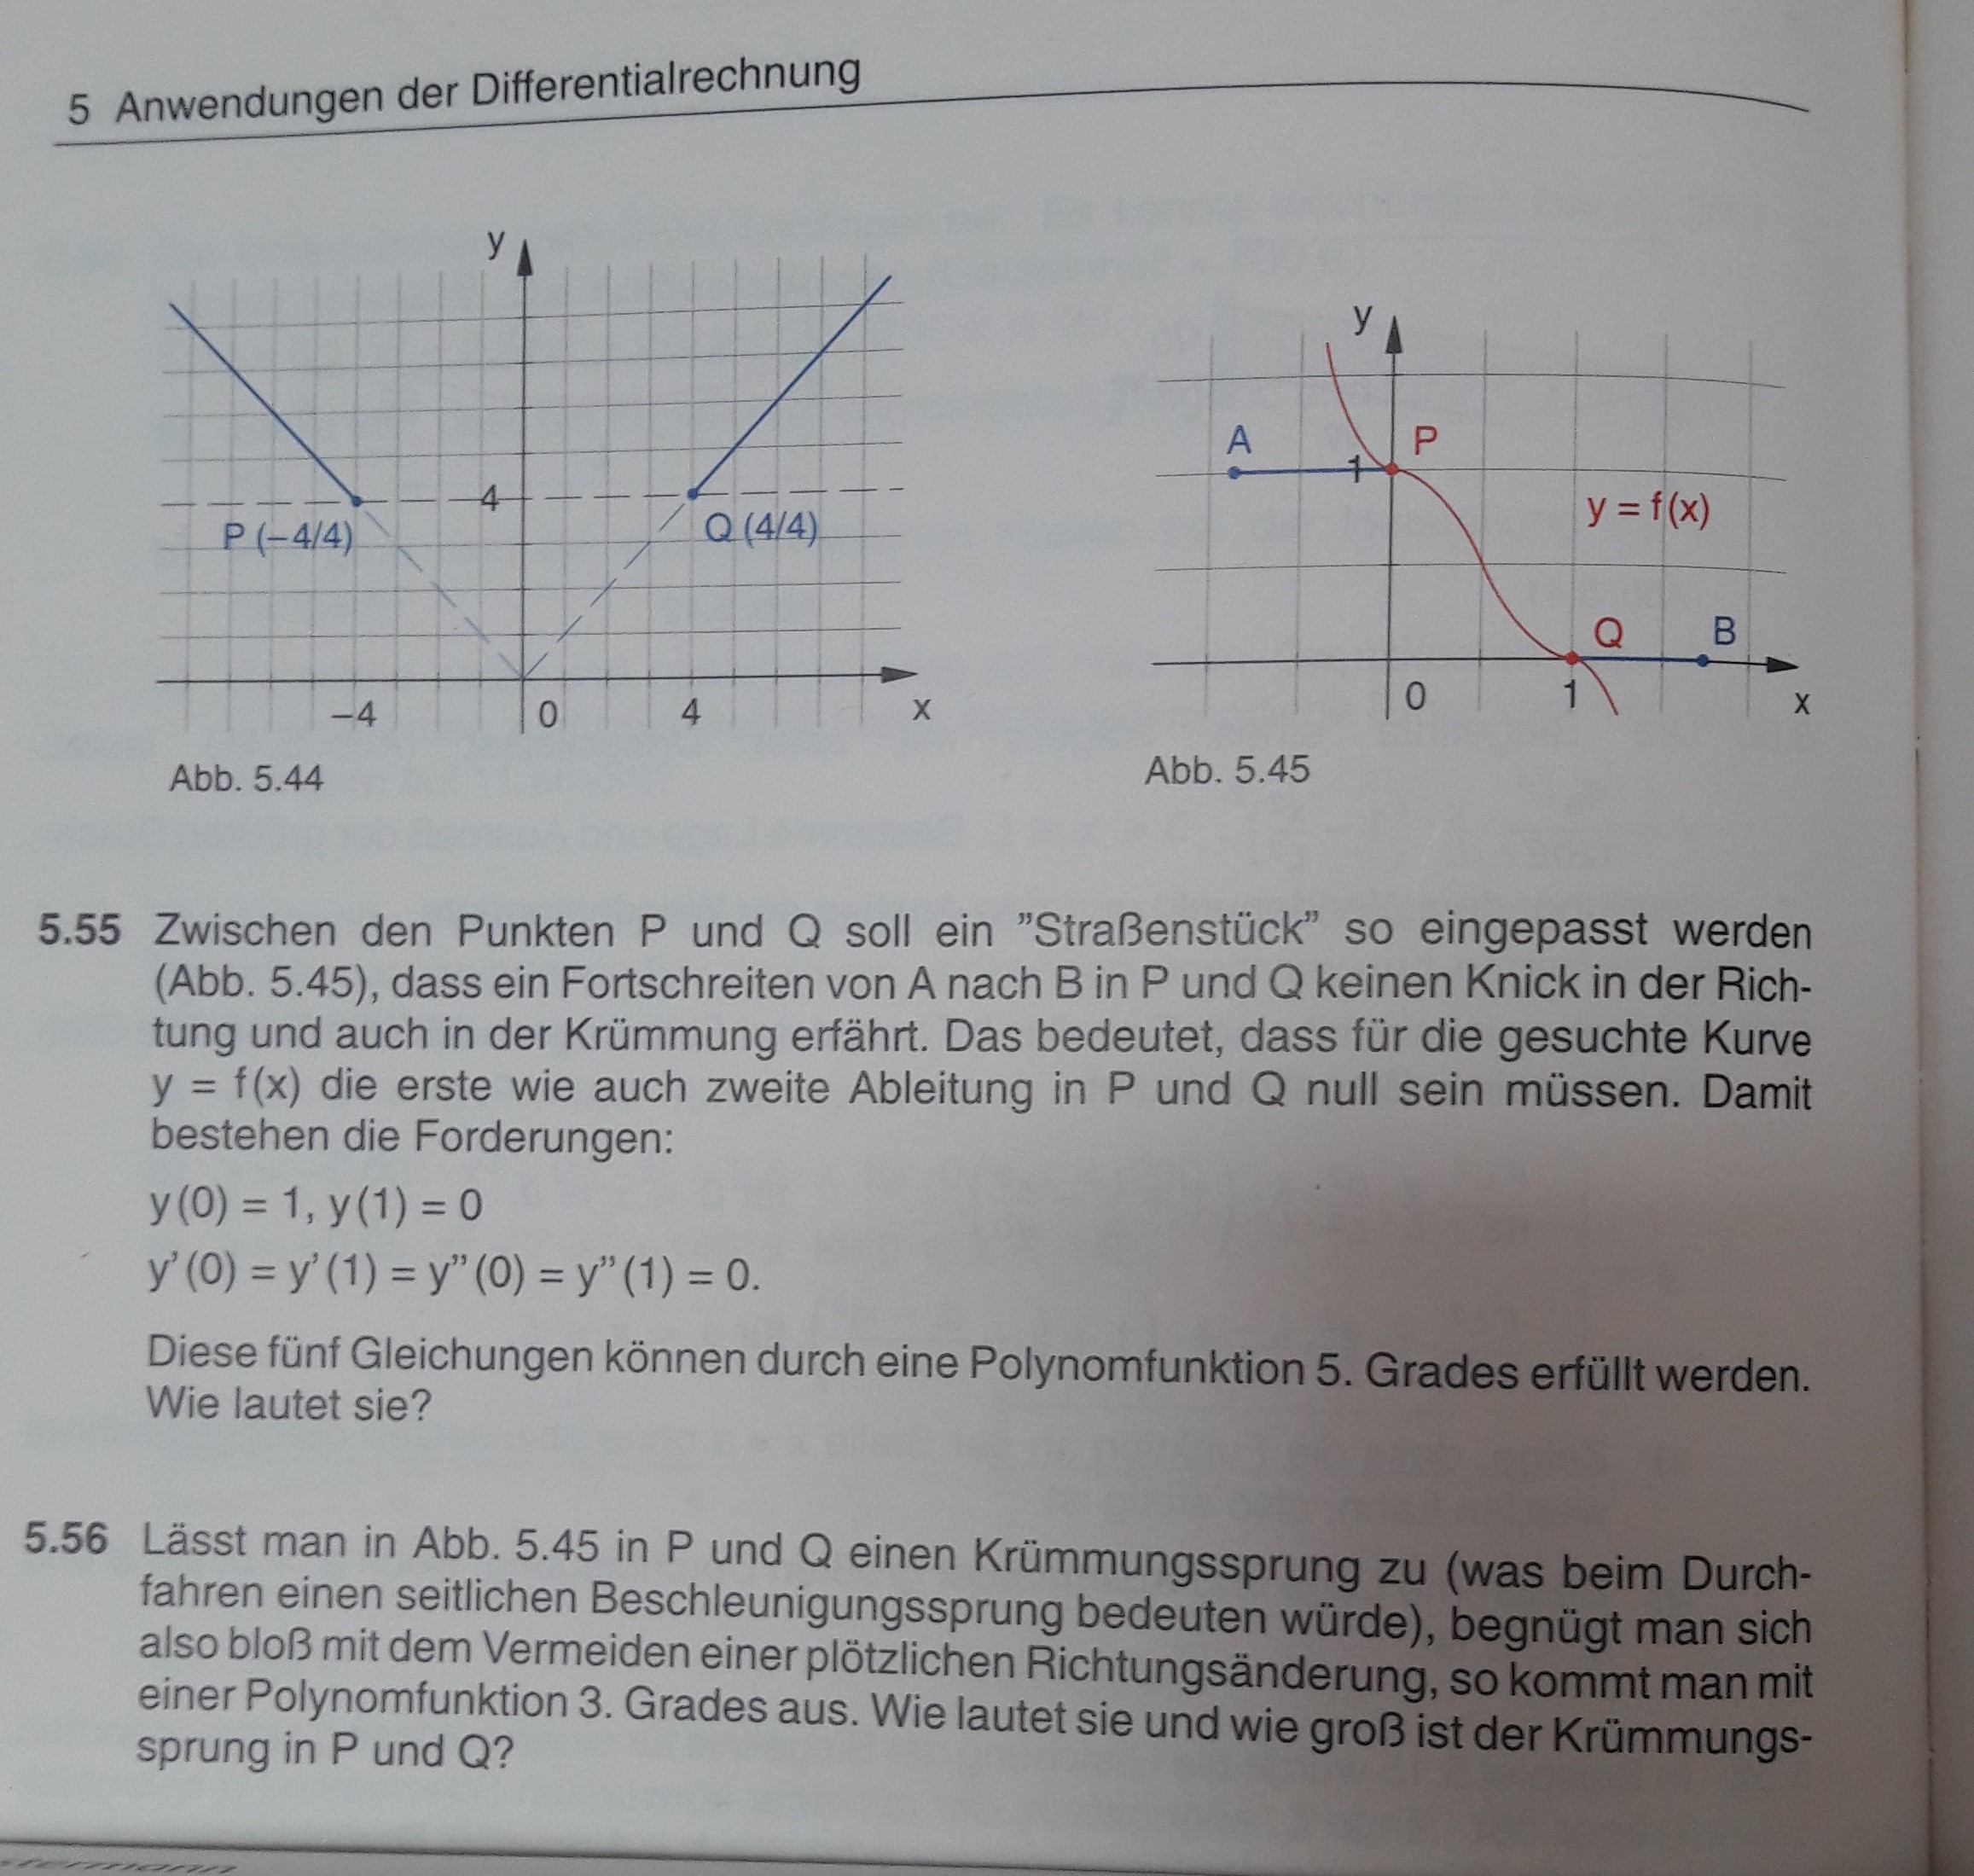 5 Anwendungen der Differentialrechnung
y
4
P (−4/4)
Q (4/4)
−4
0
4
x
Abb. 5.44
y
A
1
P
y = f(x)
Q
B
0
1
x
Abb. 5.45
5.55 Zwischen den Punkten P und Q soll ein ”Straßenstück” so eingepasst werden
(Abb. 5.45), dass ein Fortschreiten von A nach B in P und Q keinen Knick in der Rich-
tung und auch in der Krümmung erfährt. Das bedeutet, dass für die gesuchte Kurve
y = f(x) die erste wie auch zweite Ableitung in P und Q null sein müssen. Damit
bestehen die Forderungen:
y(0) = 1, y(1) = 0
y’(0) = y’(1) = y”(0) = y”(1) = 0.
Diese fünf Gleichungen können durch eine Polynomfunktion 5. Grades erfüllt werden.
Wie lautet sie?
5.56 Lässt man in Abb. 5.45 in P und Q einen Krümmungssprung zu (was beim Durch-
fahren einen seitlichen Beschleunigungssprung bedeuten würde), begnügt man sich
also bloß mit dem Vermeiden einer plötzlichen Richtungsänderung, so kommt man mit
einer Polynomfunktion 3. Grades aus. Wie lautet sie und wie groß ist der Krümmungs-
sprung in P und Q?